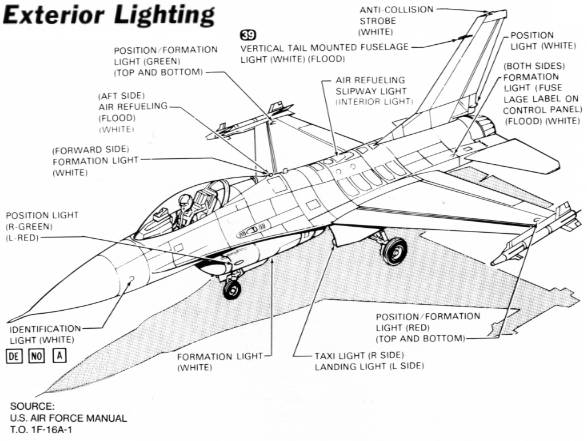 Exterior Lighting
ANTI-COLLISION
STROBE
(WHITE)
39
VERTICAL TAIL MOUNTED FUSELAGE
LIGHT (WHITE) (FLOOD)
POSITION/FORMATION
LIGHT (GREEN)
(TOP AND BOTTOM)
POSITION
LIGHT (WHITE)
(BOTH SIDES)
FORMATION
LIGHT (FUSE
LAGE LABEL ON
CONTROL PANEL)
(FLOOD) (WHITE)
AIR REFUELING
SLIPWAY LIGHT
(INTERIOR LIGHT)
(AFT SIDE)
AIR REFUELING
(FLOOD)
(WHITE)
(FORWARD SIDE)
FORMATION LIGHT
(WHITE)
POSITION LIGHT
(R-GREEN)
(L-RED)
IDENTIFICATION
LIGHT (WHITE)
DE NO A
FORMATION LIGHT
(WHITE)
TAXI LIGHT (R SIDE)
LANDING LIGHT (L SIDE)
POSITION/FORMATION
LIGHT (RED)
(TOP AND BOTTOM)
SOURCE:
U.S. AIR FORCE MANUAL
T.O. 1F-16A-1